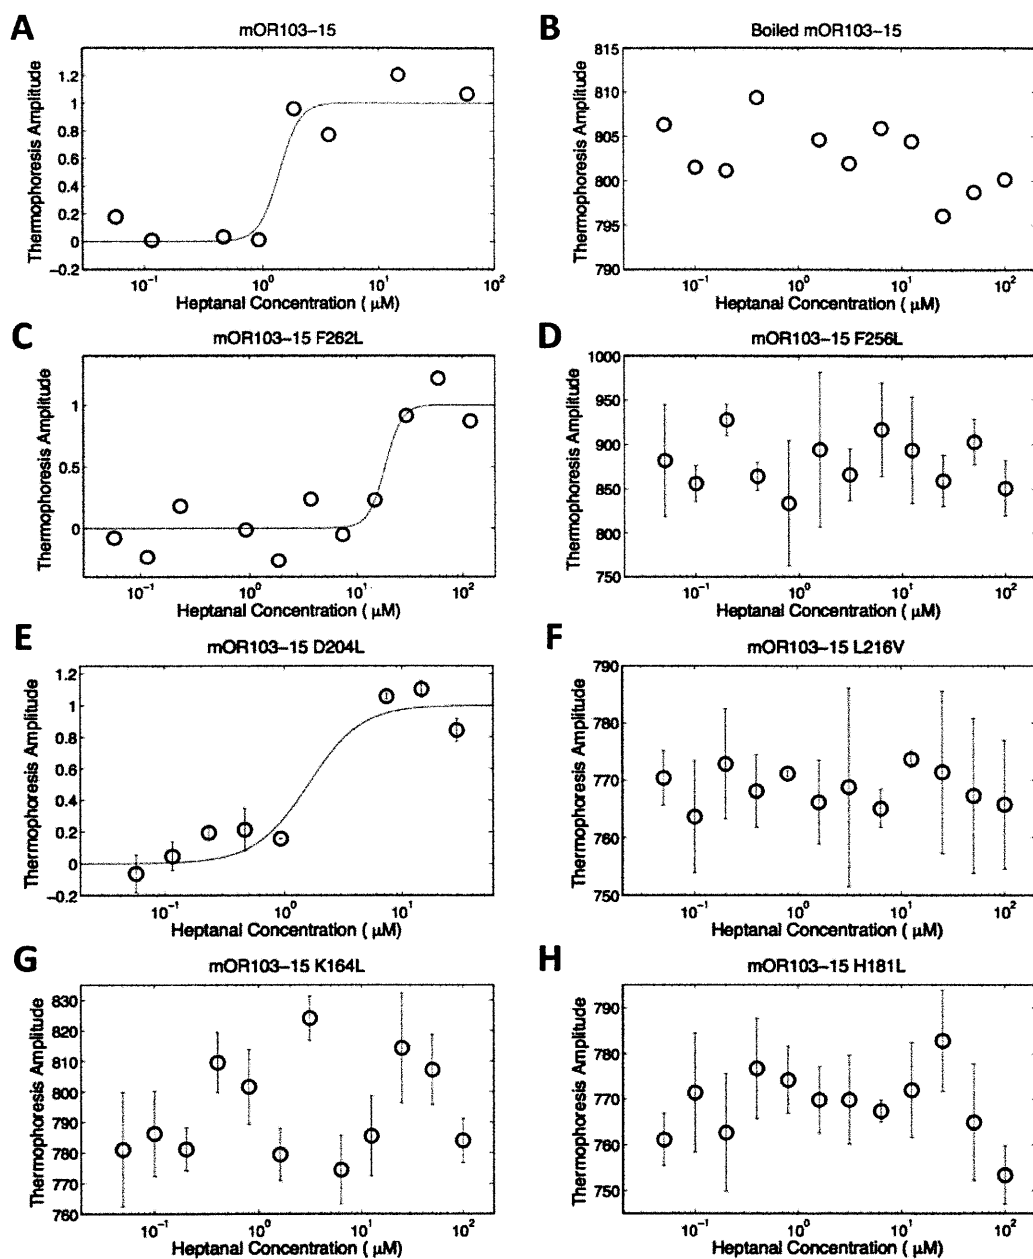 A
mOR103-15
Thermophoresis Amplitude
1.2
1
0.8
0.6
0.4
0.2
0
-0.2
10⁻¹
10⁰
10¹
10²
Heptanal Concentration ( μM)
B
Boiled mOR103-15
Thermophoresis Amplitude
815
810
805
800
795
790
10⁻¹
10⁰
10¹
10²
Heptanal Concentration ( μM)
C
mOR103-15 F262L
Thermophoresis Amplitude
1
0.5
0
10⁻¹
10⁰
10¹
10²
Heptanal Concentration ( μM)
D
mOR103-15 F256L
Thermophoresis Amplitude
1000
950
900
850
800
750
10⁻¹
10⁰
10¹
10²
Heptanal Concentration ( μM)
E
mOR103-15 D204L
Thermophoresis Amplitude
1.2
1
0.8
0.6
0.4
0.2
0
-0.2
10⁻¹
10⁰
10¹
Heptanal Concentration ( μM)
F
mOR103-15 L216V
Thermophoresis Amplitude
790
780
770
760
750
10⁻¹
10⁰
10¹
10²
Heptanal Concentration ( μM)
G
mOR103-15 K164L
Thermophoresis Amplitude
830
820
810
800
790
780
770
760
10⁻¹
10⁰
10¹
10²
Heptanal Concentration ( μM)
H
mOR103-15 H181L
Thermophoresis Amplitude
790
780
770
760
750
10⁻¹
10⁰
10¹
10²
Heptanal Concentration ( μM)